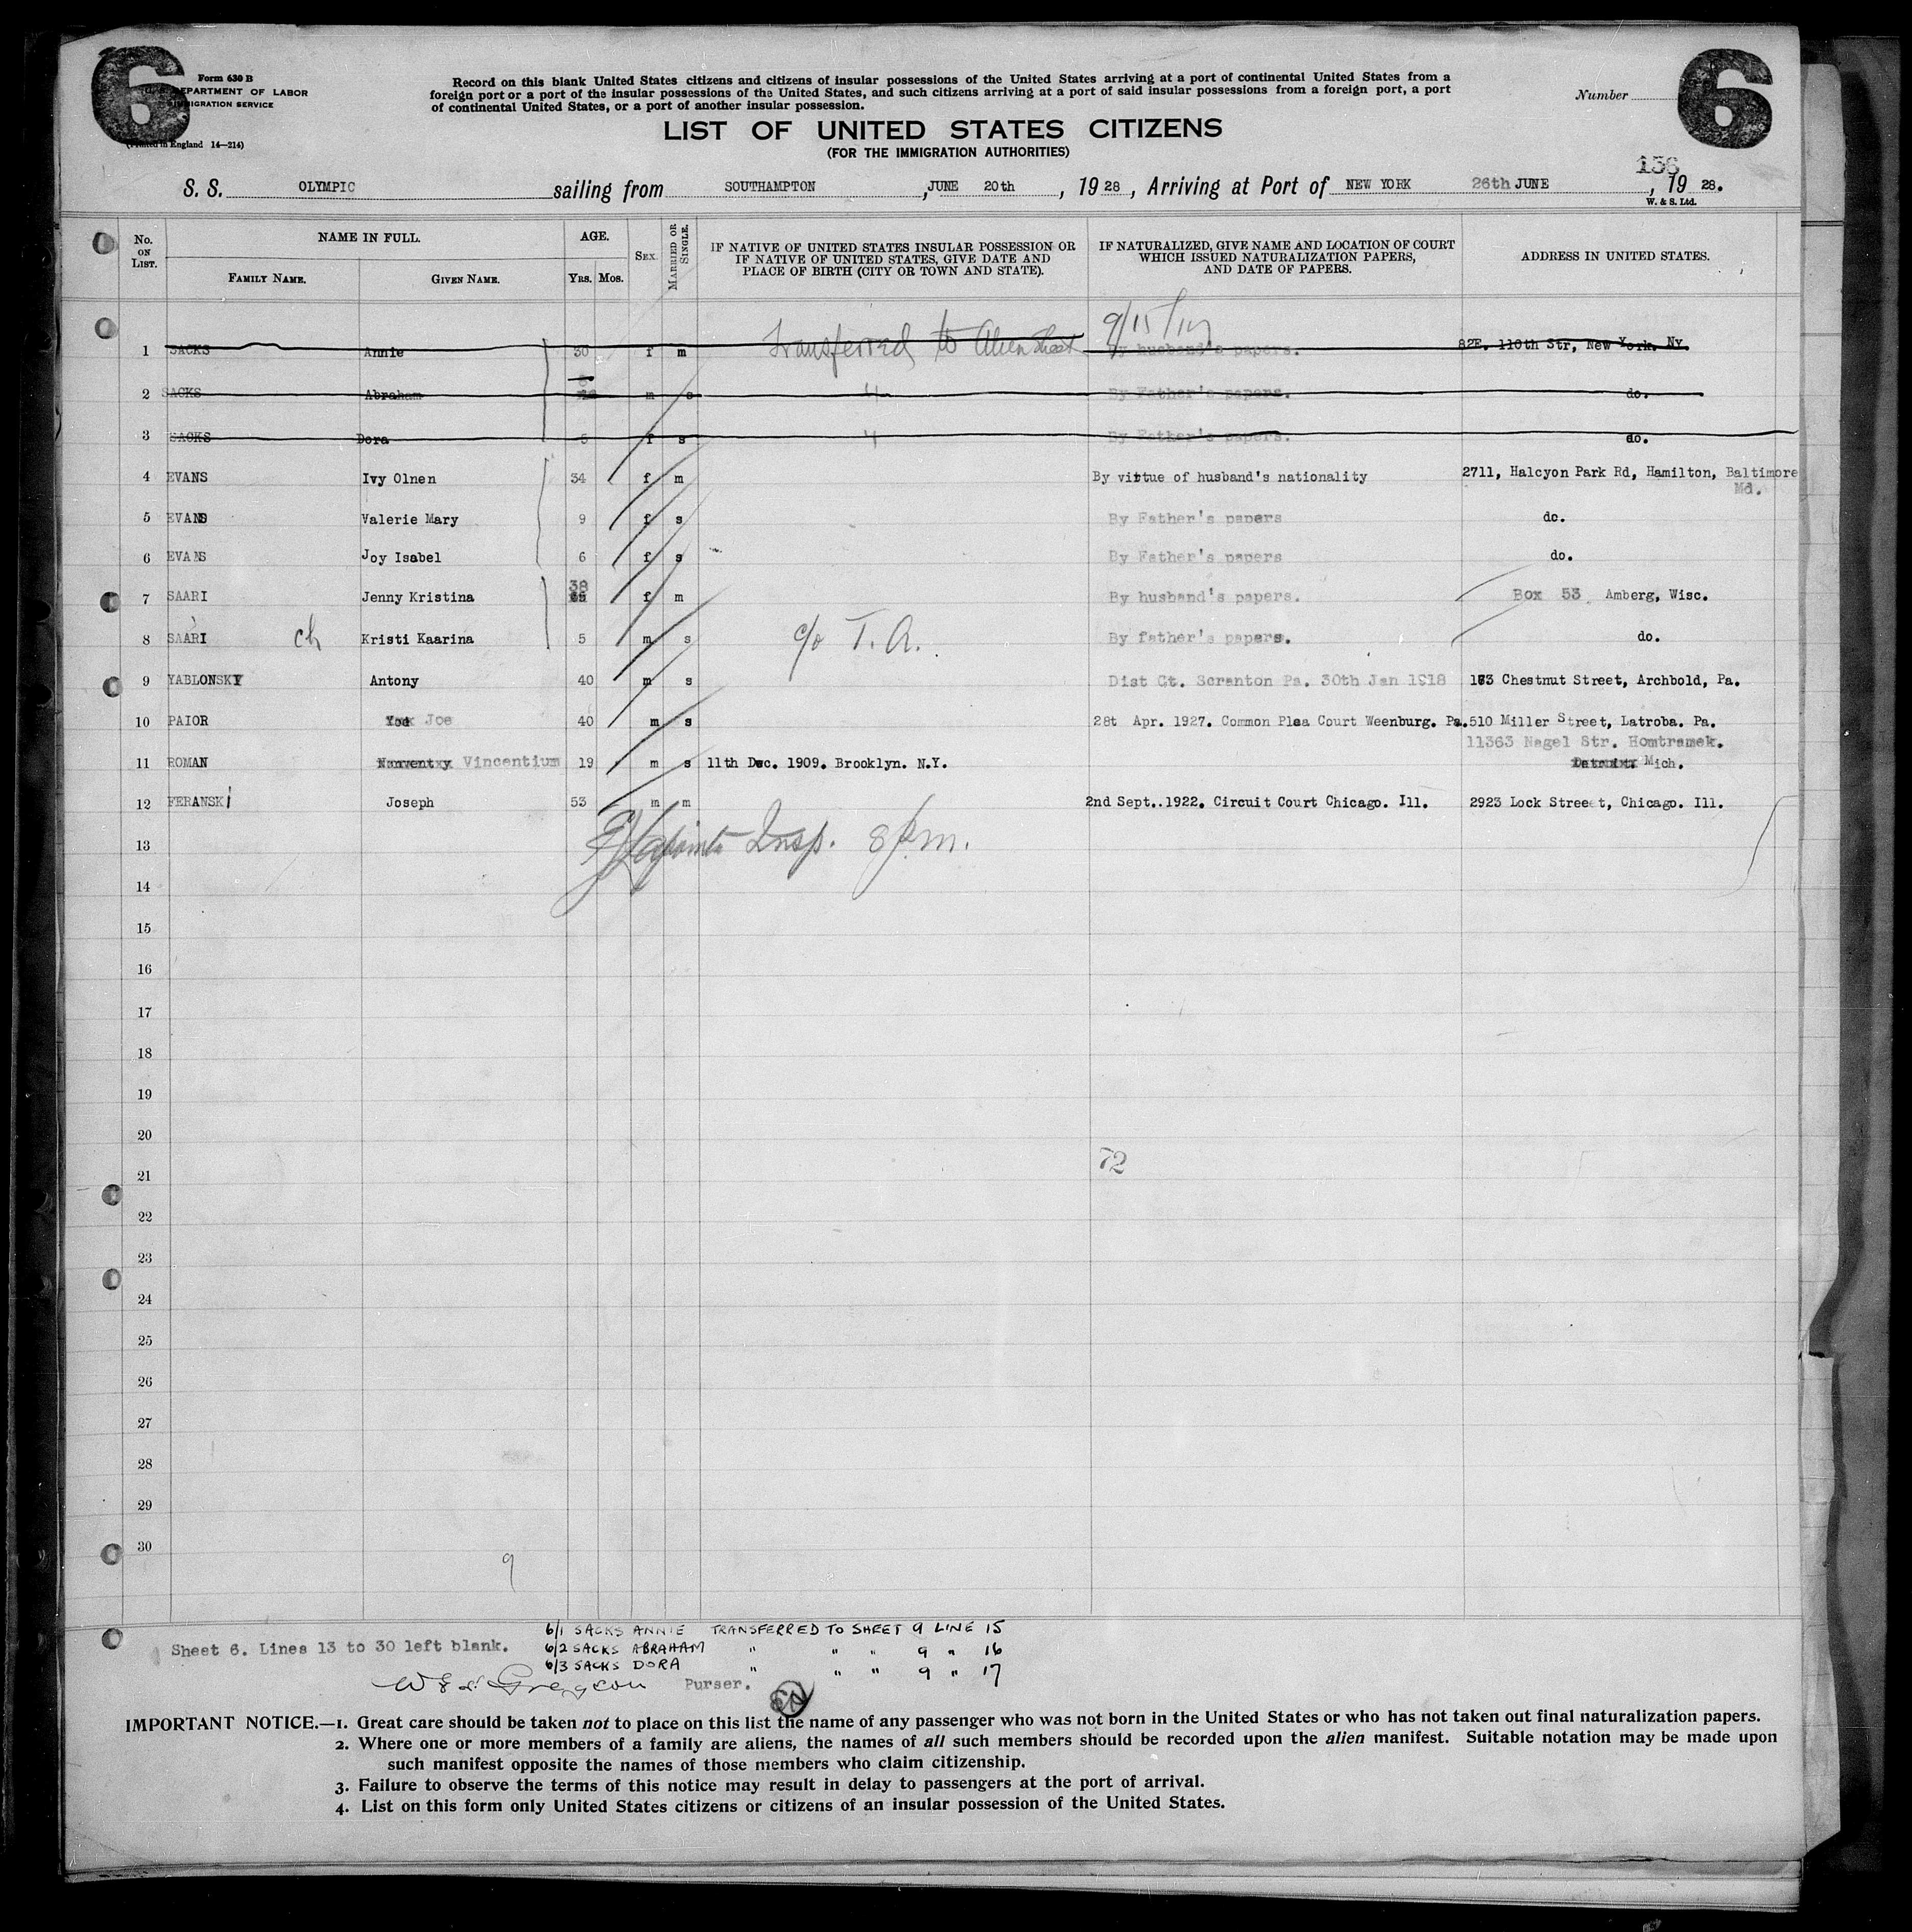 6
6
Form 630 B
U. S. DEPARTMENT OF LABOR
IMMIGRATION SERVICE
(Printed in England 14—214)
Record on this blank United States citizens and citizens of insular possessions of the United States arriving at a port of continental United States from a
foreign port or a port of the insular possessions of the United States, and such citizens arriving at a port of said insular possessions from a foreign port, a port
of continental United States, or a port of another insular possession.
Number
LIST OF UNITED STATES CITIZENS
(FOR THE IMMIGRATION AUTHORITIES)
136
S. S. OLYMPIC sailing from SOUTHAMPTON, JUNE 20th, 1928, Arriving at Port of NEW YORK 26th JUNE, 1928.
W. & S. Ltd.
No. ON LIST. NAME IN FULL. FAMILY NAME. GIVEN NAME. AGE. YRS. MOS. SEX. MARRIED OR SINGLE. IF NATIVE OF UNITED STATES INSULAR POSSESSION OR IF NATIVE OF UNITED STATES, GIVE DATE AND PLACE OF BIRTH (CITY OR TOWN AND STATE). IF NATURALIZED, GIVE NAME AND LOCATION OF COURT WHICH ISSUED NATURALIZATION PAPERS, AND DATE OF PAPERS. ADDRESS IN UNITED STATES.
1 SACKS Annie 30 f m Transferred to Alien Sheet By husband's papers. 82E. 110th Str, New York. Ny.
2 SACKS Abraham m s By Father's papers. do.
3 SACKS Dora 5 f s By Father's papers. do.
4 EVANS Ivy Olnen 34 f m By virtue of husband's nationality 2711, Halcyon Park Rd, Hamilton, Baltimore
Md.
5 EVANS Valerie Mary 9 f s By Father's papers do.
6 EVANS Joy Isabel 6 f s By Father's papers do.
7 SAARI Jenny Kristina 38 f m By husband's papers. Box 53 Amberg, Wisc.
8 SAARI ch Kristi Kaarina 5 m s c/o T. A. By father's papers. do.
9 YABLONSKY Antony 40 m s Dist Ct. Scranton Pa. 30th Jan 1918 173 Chestnut Street, Archbold, Pa.
10 PAIOR Joe 40 m s 28t Apr. 1927. Common Plea Court Weenburg. Pa. 510 Miller Street, Latroba. Pa.
11363 Nagel Str. Homtramek.
11 ROMAN Vincentium 19 m s 11th Dec. 1909. Brooklyn. N.Y. Mich.
12 FERANSKi Joseph 53 m m 2nd Sept..1922. Circuit Court Chicago. Ill. 2923 Lock Street, Chicago. Ill.
13 Insp. 8 p.m.
14
15
16
17
18
19
20
72
21
22
23
24
25
26
27
28
29
30
9
6/1 SACKS ANNIE TRANSFERRED TO SHEET 9 LINE 15
Sheet 6. Lines 13 to 30 left blank.
6/2 SACKS ABRAHAM " " " 9 " 16
6/3 SACKS DORA " " " 9 " 17
Purser.
IMPORTANT NOTICE.—1. Great care should be taken not to place on this list the name of any passenger who was not born in the United States or who has not taken out final naturalization papers.
2. Where one or more members of a family are aliens, the names of all such members should be recorded upon the alien manifest. Suitable notation may be made upon
such manifest opposite the names of those members who claim citizenship.
3. Failure to observe the terms of this notice may result in delay to passengers at the port of arrival.
4. List on this form only United States citizens or citizens of an insular possession of the United States.